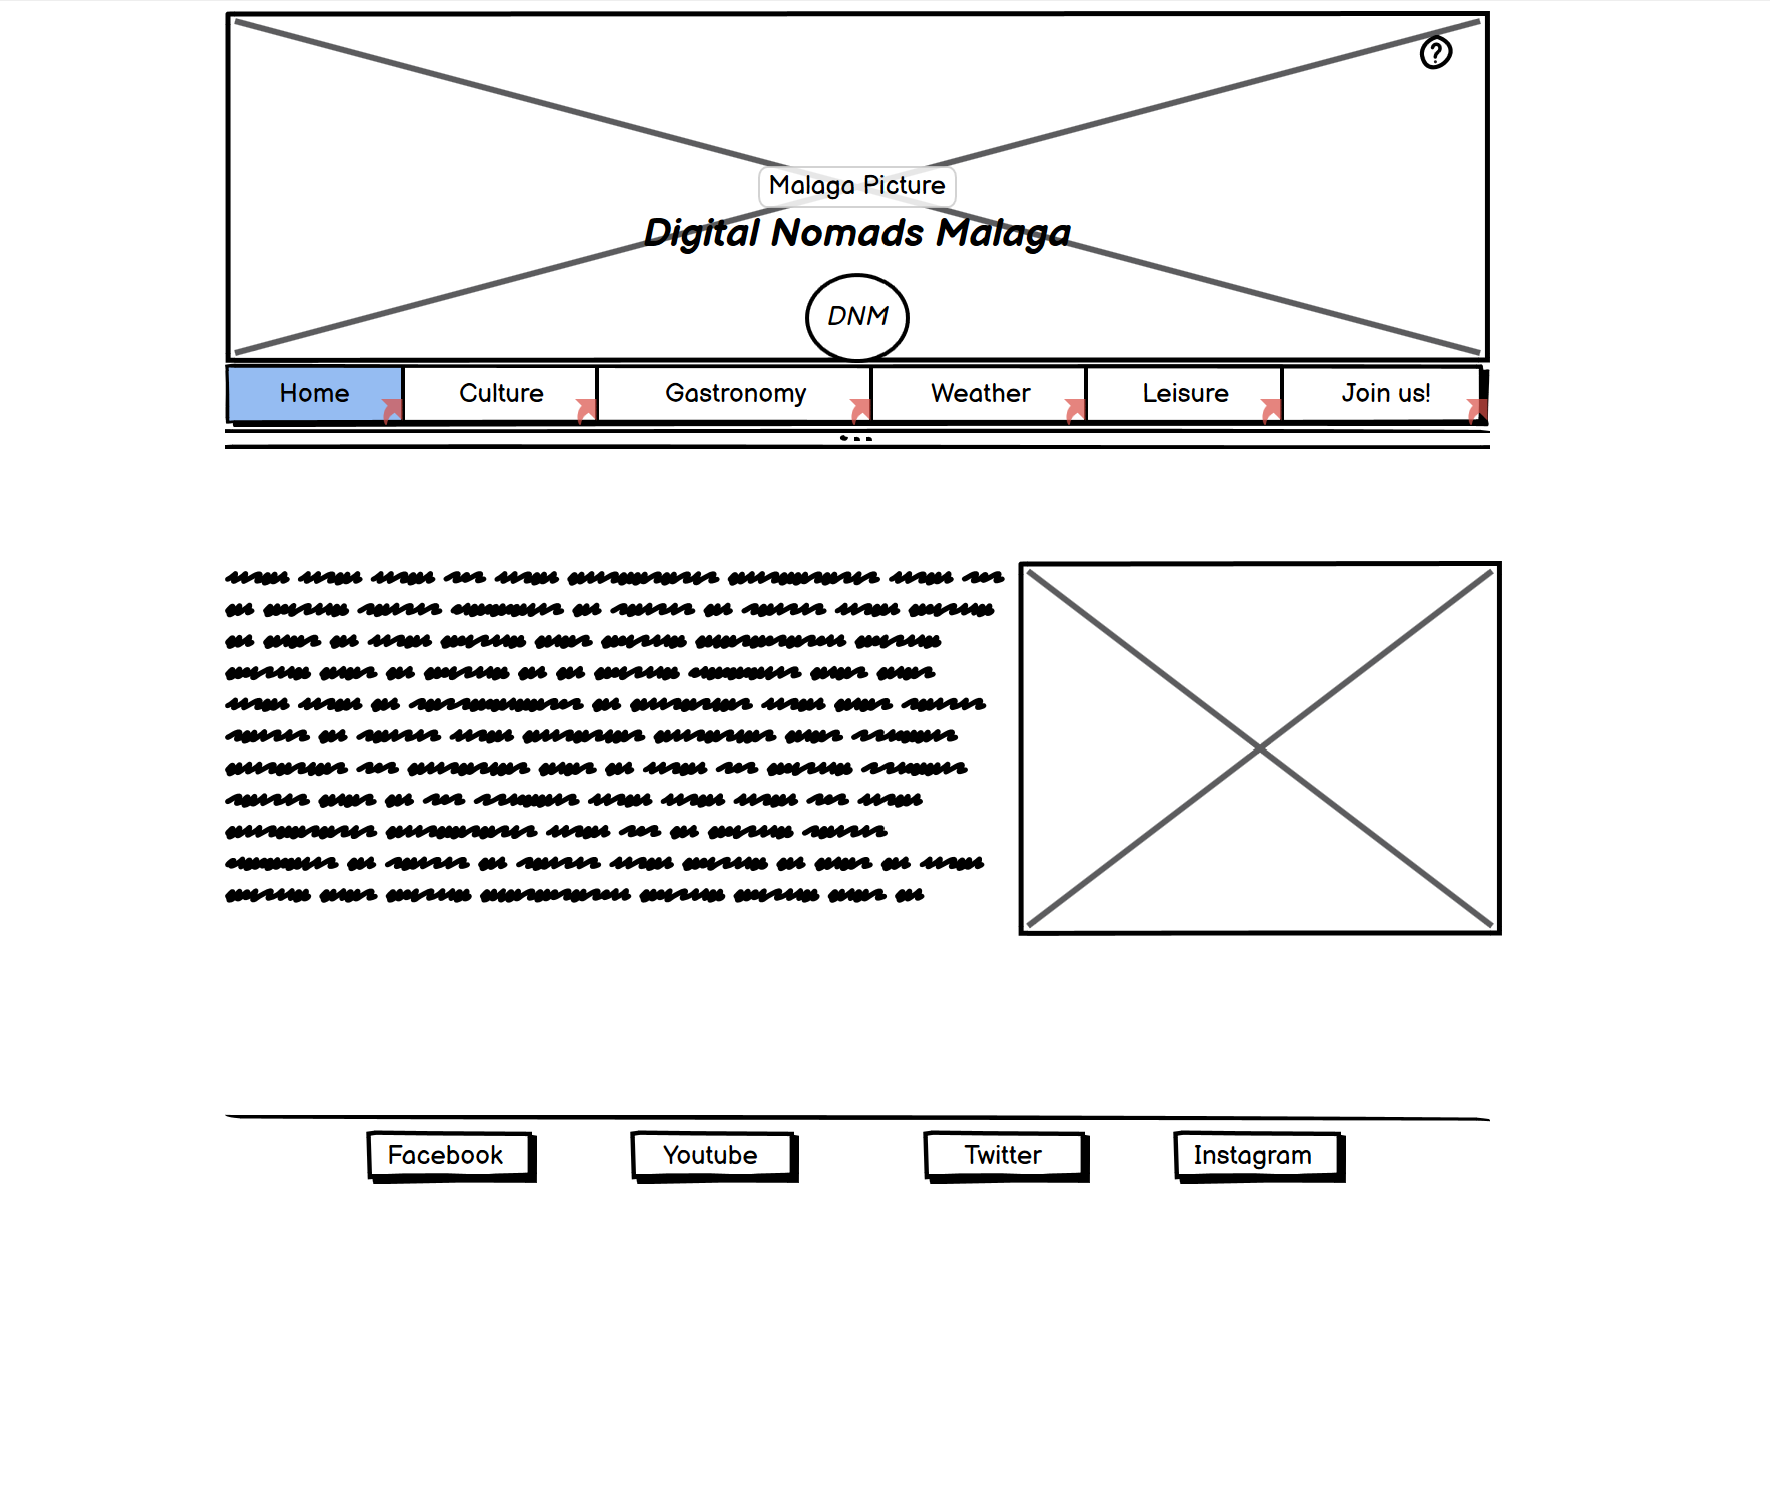 ?
Malaga Picture
Digital Nomads Malaga
DNM
Home Culture Gastronomy Weather Leisure Join us!
Facebook Youtube Twitter Instagram